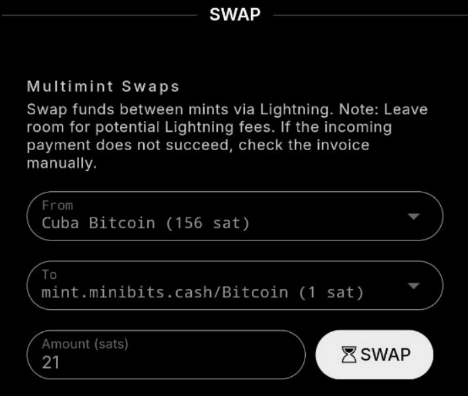 SWAP
Multimint Swaps
Swap funds between mints via Lightning. Note: Leave
room for potential Lightning fees. If the incoming
payment does not succeed, check the invoice
manually.
From
Cuba Bitcoin (156 sat)
To
mint.minibits.cash/Bitcoin (1 sat)
Amount (sats)
21
SWAP